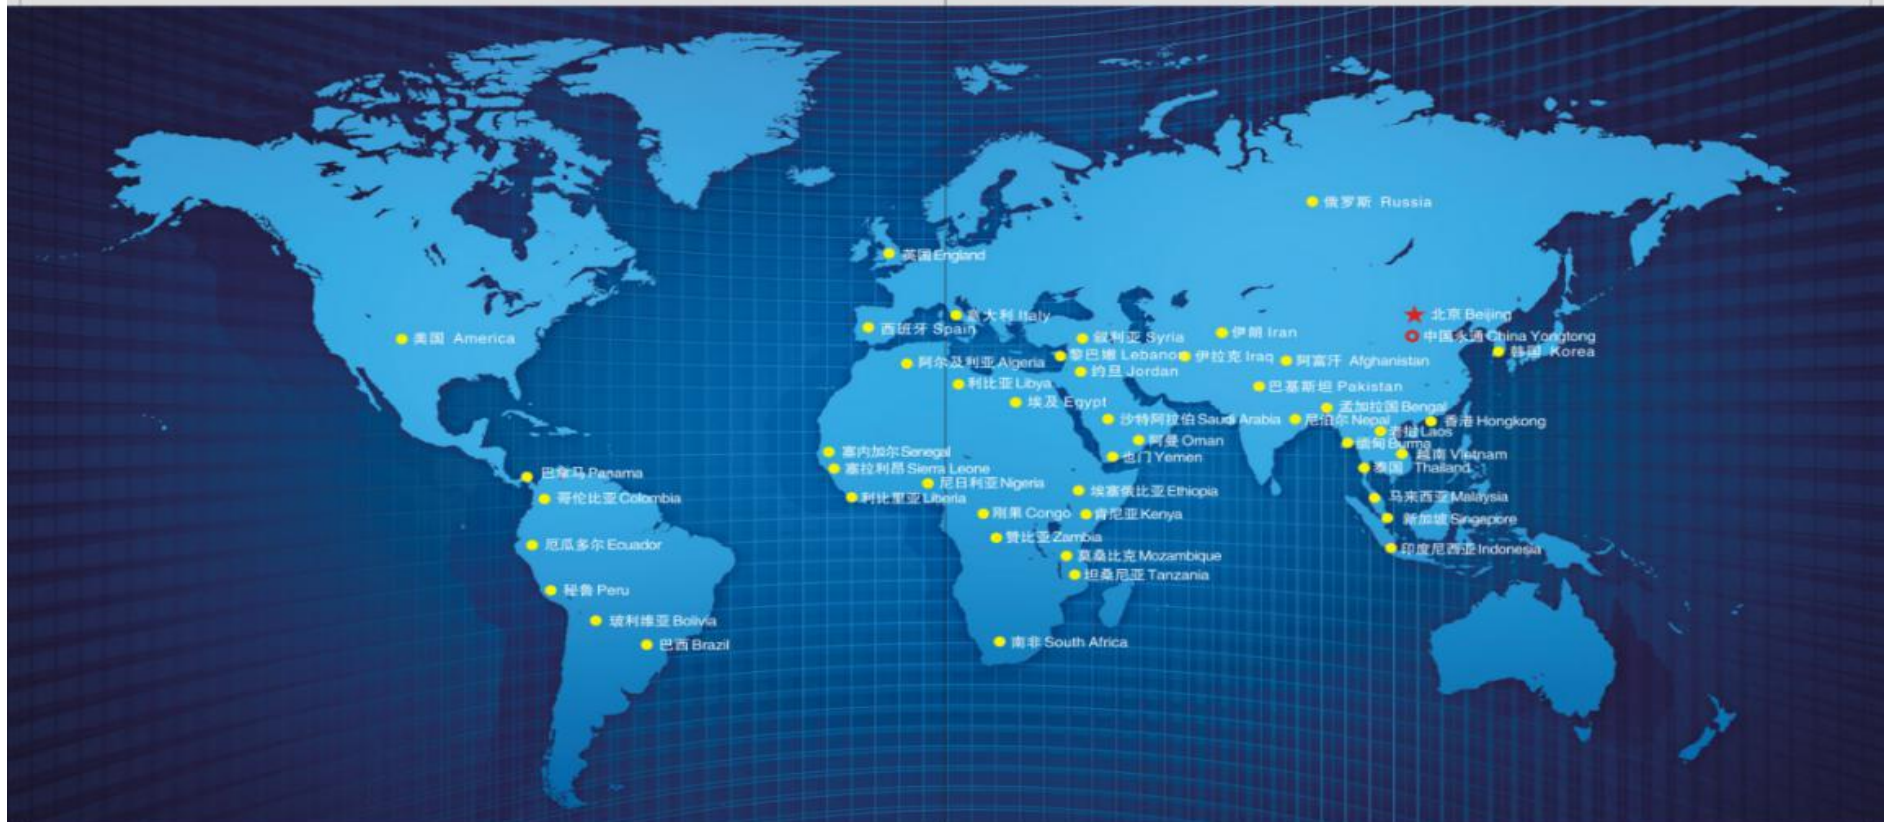 俄罗斯 Russia
英国 England
北京 Beijing
意大利 Italy
西班牙 Spain
伊朗 Iran
中国永通 China Yongtong
美国 America
叙利亚 Syria
韩国 Korea
黎巴嫩 Lebanon
伊拉克 Iraq
阿富汗 Afghanistan
阿尔及利亚 Algeria
约旦 Jordan
利比亚 Libya
巴基斯坦 Pakistan
埃及 Egypt
孟加拉国 Bengal
沙特阿拉伯 Saudi Arabia
尼伯尔 Nepal
香港 Hongkong
老挝 Laos
阿曼 Oman
缅甸 Burma
塞内加尔 Senegal
也门 Yemen
越南 Vietnam
塞拉利昂 Sierra Leone
泰国 Thailand
巴拿马 Panama
尼日利亚 Nigeria
埃塞俄比亚 Ethiopia
哥伦比亚 Colombia
利比里亚 Liberia
马来西亚 Malaysia
刚果 Congo
肯尼亚 Kenya
新加坡 Singapore
赞比亚 Zambia
厄瓜多尔 Ecuador
印度尼西亚 Indonesia
莫桑比克 Mozambique
坦桑尼亚 Tanzania
秘鲁 Peru
玻利维亚 Bolivia
南非 South Africa
巴西 Brazil